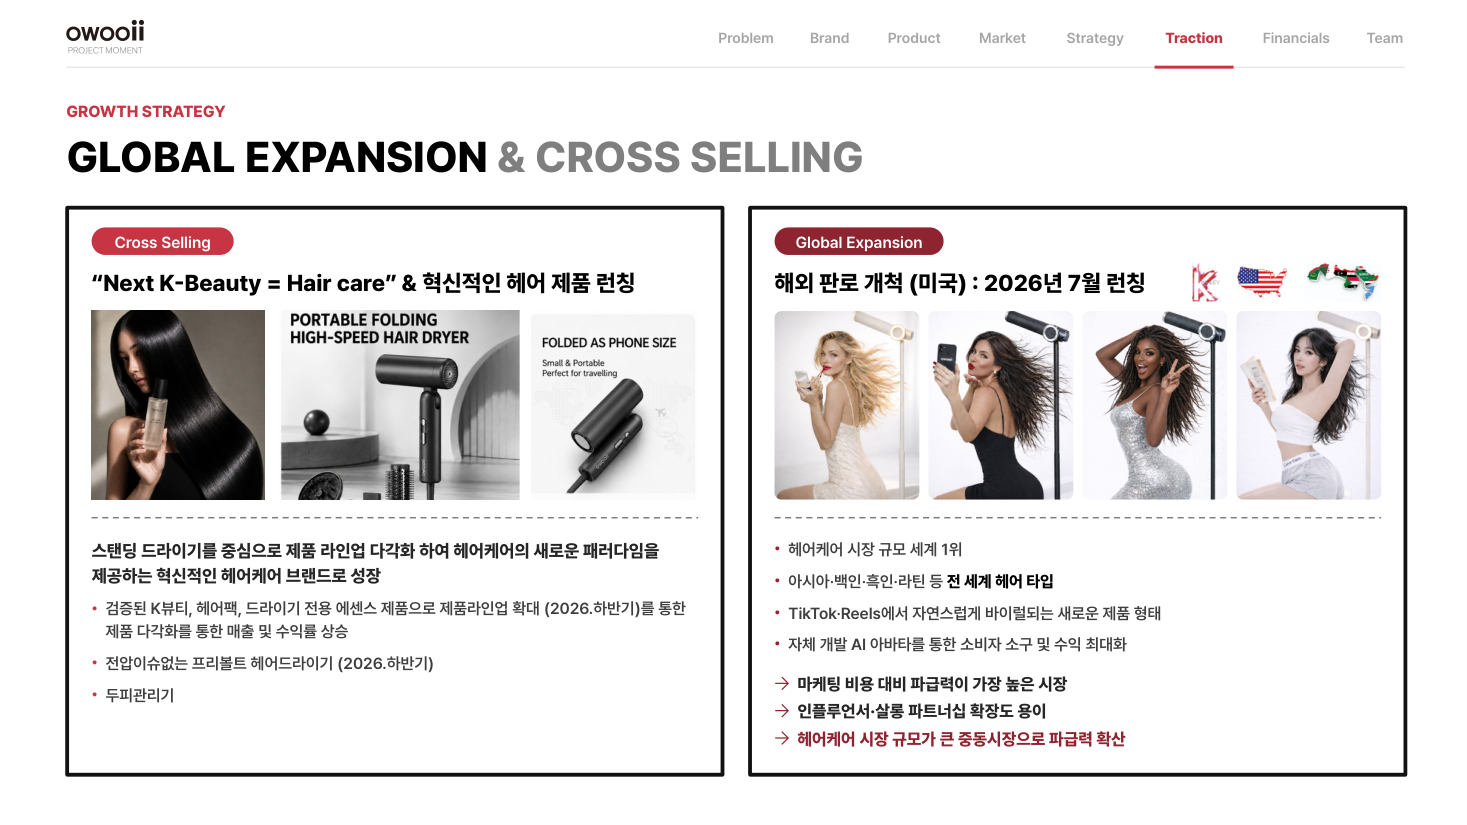 owooii
PROJECT MOMENT
Problem
Brand
Product
Market
Strategy
Traction
Financials
Team
GROWTH STRATEGY
GLOBAL EXPANSION & CROSS SELLING
Cross Selling
“Next K-Beauty = Hair care” & 혁신적인 헤어 제품 런칭
PORTABLE FOLDING
HIGH-SPEED HAIR DRYER
FOLDED AS PHONE SIZE
Small & Portable
Perfect for travelling
스탠딩 드라이기를 중심으로 제품 라인업 다각화 하여 헤어케어의 새로운 패러다임을
제공하는 혁신적인 헤어케어 브랜드로 성장
• 검증된 K뷰티, 헤어팩, 드라이기 전용 에센스 제품으로 제품라인업 확대 (2026.하반기)를 통한
제품 다각화를 통한 매출 및 수익률 상승
• 전압이슈없는 프리볼트 헤어드라이기 (2026.하반기)
• 두피관리기
Global Expansion
해외 판로 개척 (미국) : 2026년 7월 런칭
K
• 헤어케어 시장 규모 세계 1위
• 아시아·백인·흑인·라틴 등 전 세계 헤어 타입
• TikTok·Reels에서 자연스럽게 바이럴되는 새로운 제품 형태
• 자체 개발 AI 아바타를 통한 소비자 소구 및 수익 최대화
→ 마케팅 비용 대비 파급력이 가장 높은 시장
→ 인플루언서·살롱 파트너십 확장도 용이
→ 헤어케어 시장 규모가 큰 중동시장으로 파급력 확산